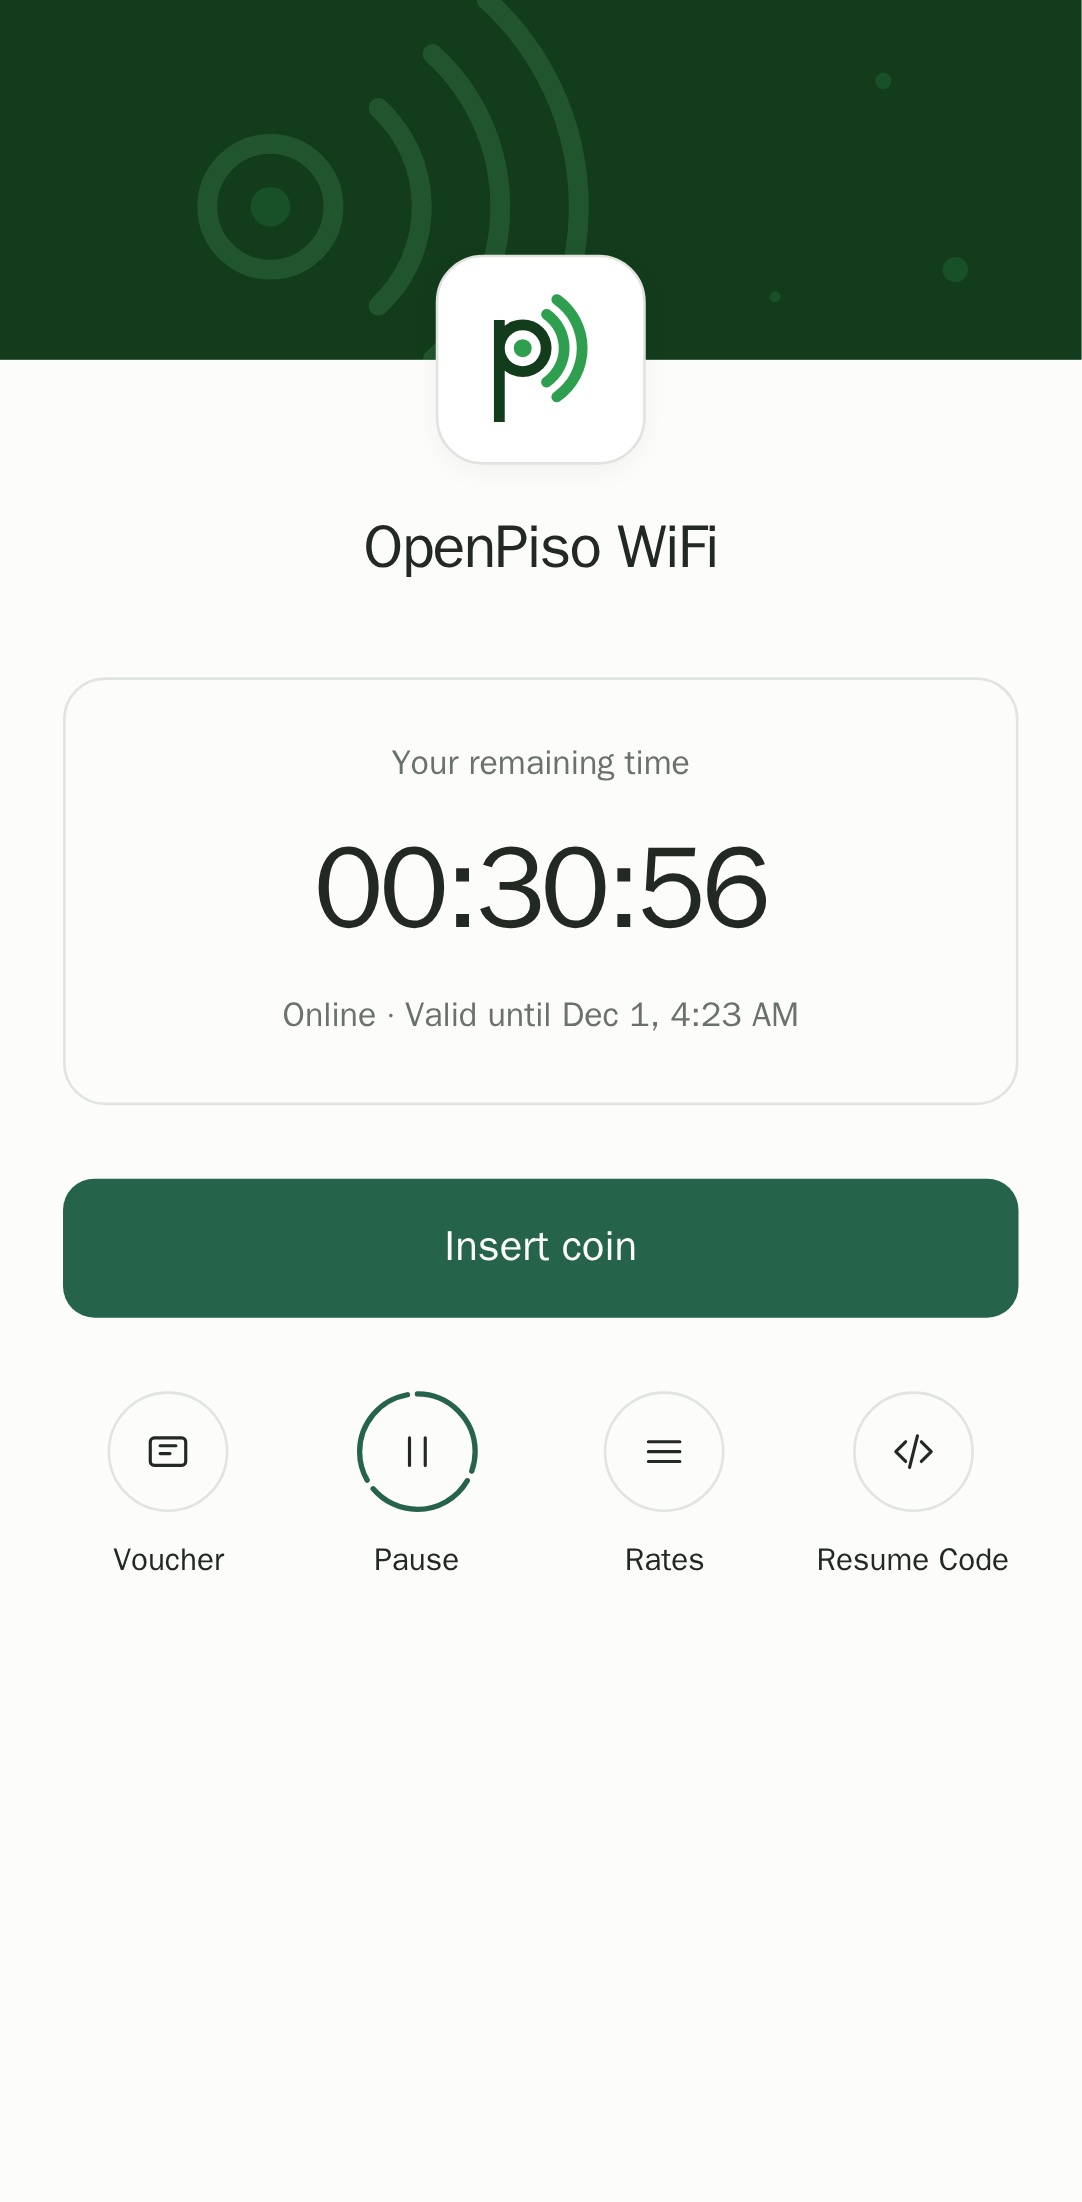 OpenPiso WiFi
Your remaining time
00:30:56
Online · Valid until Dec 1, 4:23 AM
Insert coin
Voucher
Pause
Rates
Resume Code